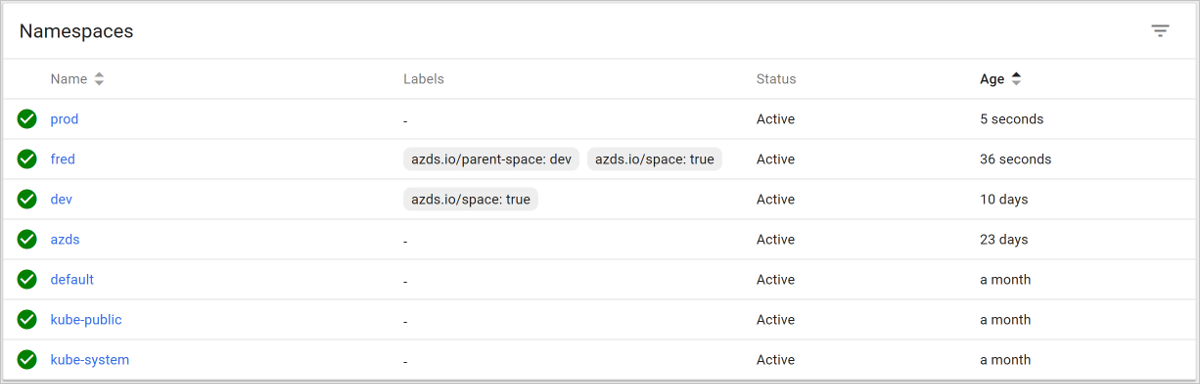 Namespaces
Name Labels Status Age
prod - Active 5 seconds
fred azds.io/parent-space: dev azds.io/space: true Active 36 seconds
dev azds.io/space: true Active 10 days
azds - Active 23 days
default - Active a month
kube-public - Active a month
kube-system - Active a month